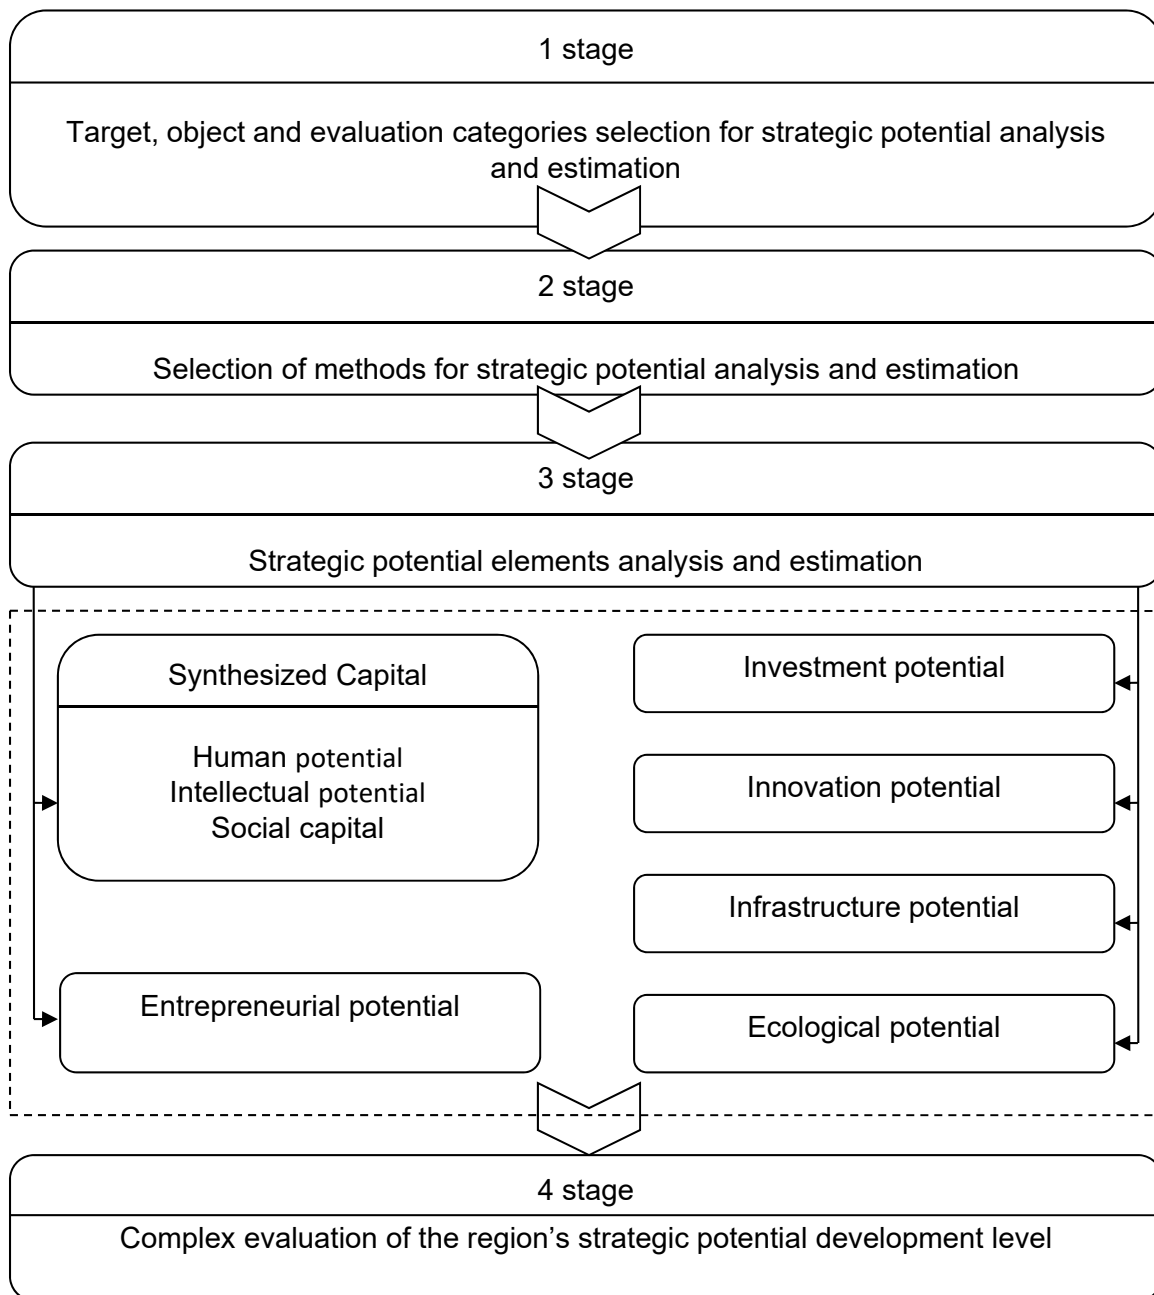 1 stage
Target, object and evaluation categories selection for strategic potential analysis
and estimation
2 stage
Selection of methods for strategic potential analysis and estimation
3 stage
Strategic potential elements analysis and estimation
Synthesized Capital
Human potential
Intellectual potential
Social capital
Entrepreneurial potential
Investment potential
Innovation potential
Infrastructure potential
Ecological potential
4 stage
Complex evaluation of the region’s strategic potential development level